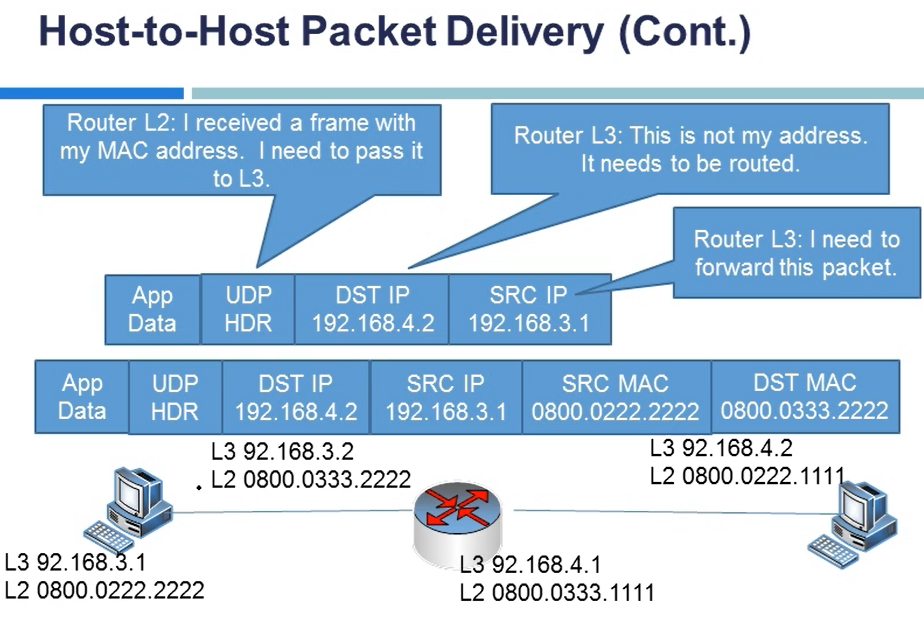 Host-to-Host Packet Delivery (Cont.)
Router L2: I received a frame with
my MAC address. I need to pass it
to L3.
Router L3: This is not my address.
It needs to be routed.
Router L3: I need to
forward this packet.
App
Data
UDP
HDR
DST IP
192.168.4.2
SRC IP
192.168.3.1
App
Data
UDP
HDR
DST IP
192.168.4.2
SRC IP
192.168.3.1
SRC MAC
0800.0222.2222
DST MAC
0800.0333.2222
L3 92.168.3.2
L2 0800.0333.2222
L3 92.168.4.2
L2 0800.0222.1111
L3 92.168.3.1
L2 0800.0222.2222
L3 92.168.4.1
L2 0800.0333.1111